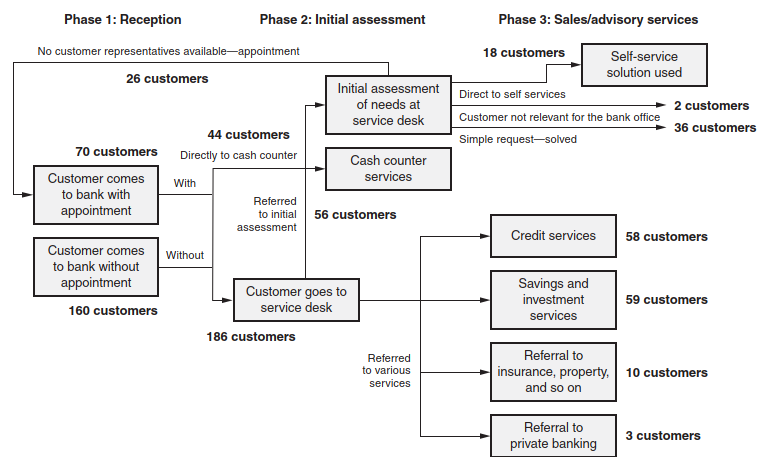 Phase 1: Reception
Phase 2: Initial assessment
Phase 3: Sales/advisory services
No customer representatives available—appointment
26 customers
18 customers
Self-service
solution used
Initial assessment
of needs at
service desk
Direct to self services
2 customers
Customer not relevant for the bank office
36 customers
Simple request—solved
44 customers
Directly to cash counter
Cash counter
services
70 customers
Customer comes
to bank with
appointment
With
Referred
to initial
assessment
56 customers
Customer comes
to bank without
appointment
Without
160 customers
Customer goes to
service desk
186 customers
Credit services
58 customers
Savings and
investment
services
59 customers
Referred
to various
services
Referral to
insurance, property,
and so on
10 customers
Referral to
private banking
3 customers